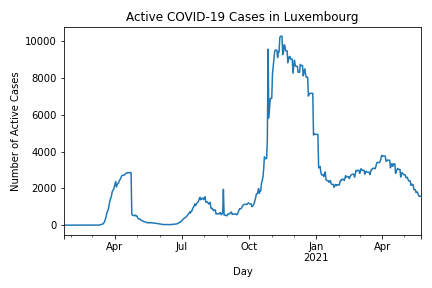 Active COVID-19 Cases in Luxembourg
Number of Active Cases
10000
8000
6000
4000
2000
0
Apr
Jul
Oct
Jan
2021
Apr
Day